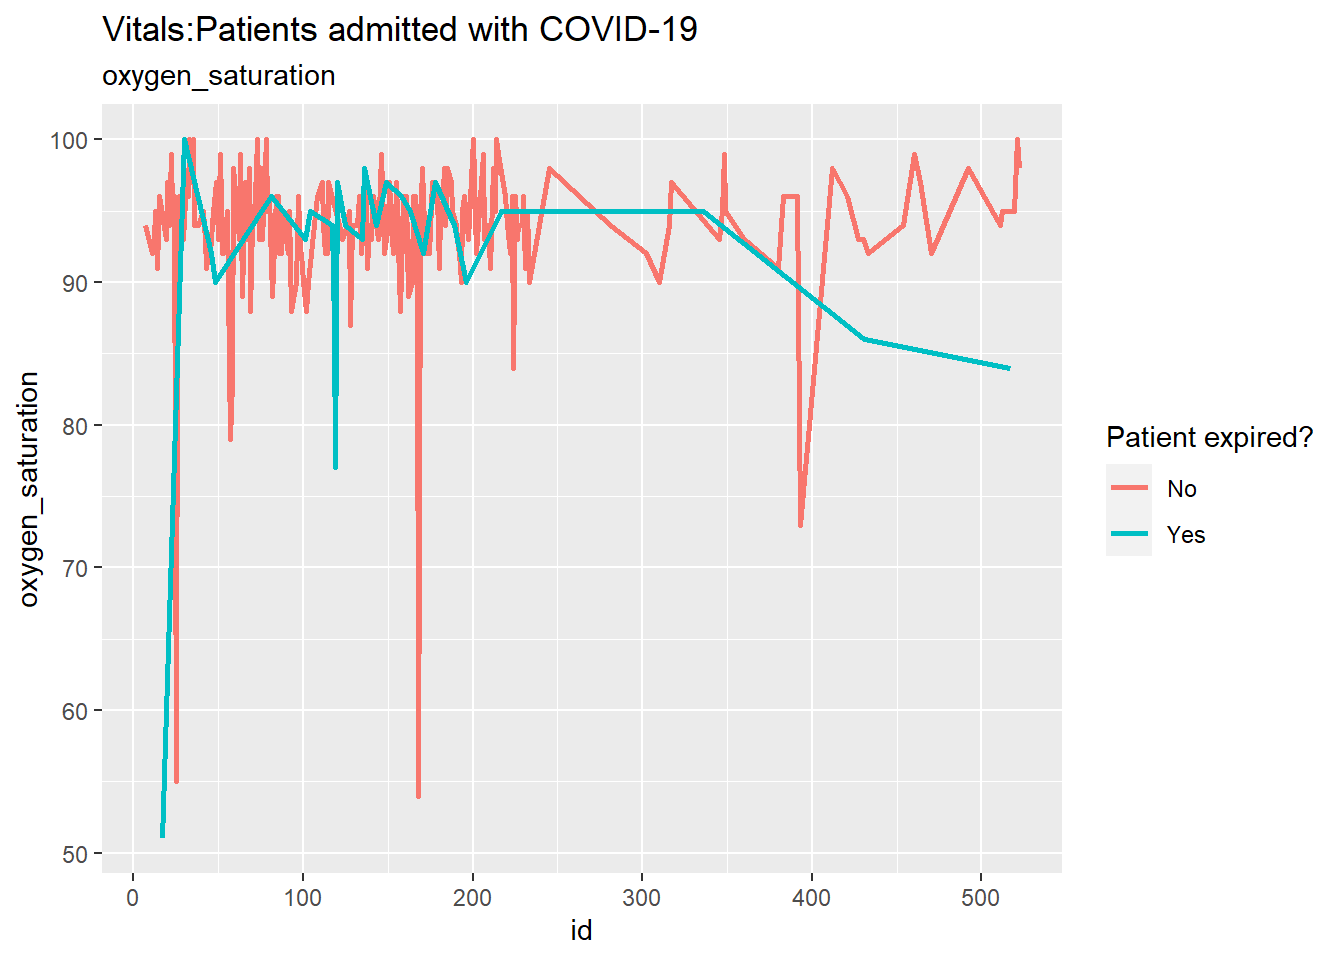 Vitals:Patients admitted with COVID-19
oxygen_saturation
100
90
80
70
60
50
oxygen_saturation
0 100 200 300 400 500
id
Patient expired?
No
Yes